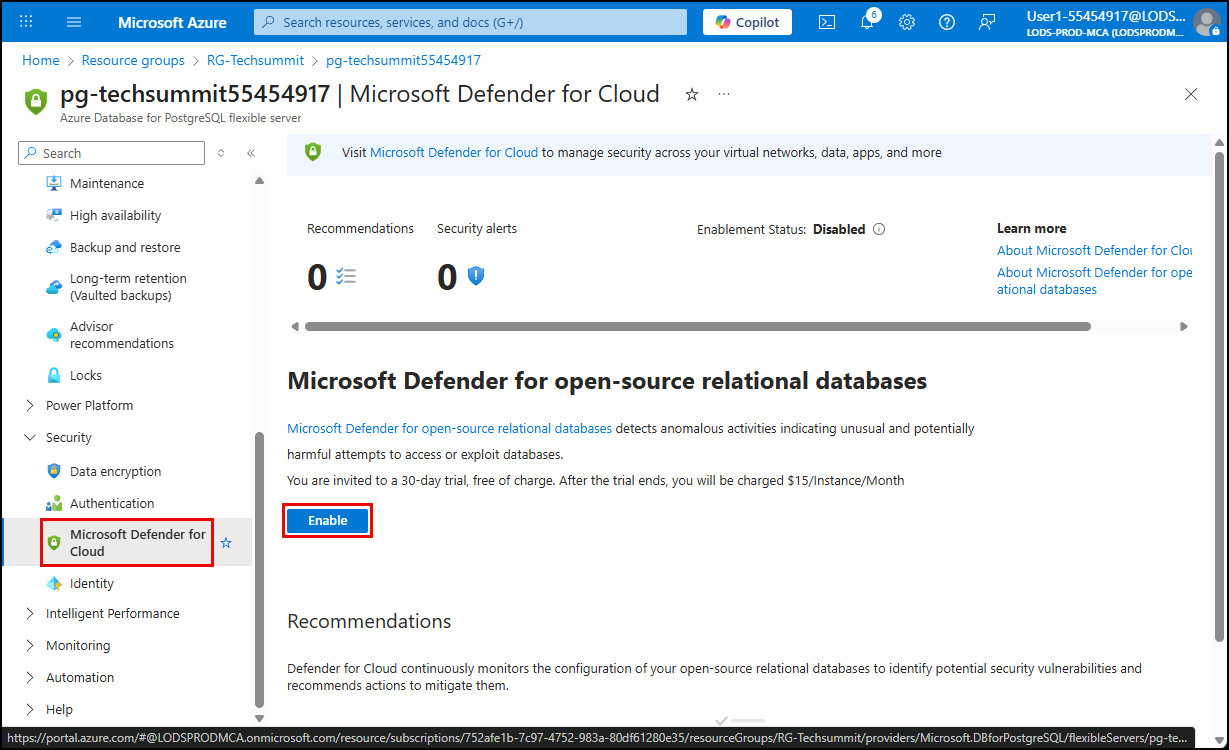 Microsoft Azure
Search resources, services, and docs (G+/)
Copilot
6
User1-55454917@LODS...
LODS-PROD-MCA (LODSPRODM...
Home > Resource groups > RG-Techsummit > pg-techsummit55454917
pg-techsummit55454917 | Microsoft Defender for Cloud
...
Azure Database for PostgreSQL flexible server
Search
Maintenance
High availability
Backup and restore
Long-term retention
(Vaulted backups)
Advisor
recommendations
Locks
Power Platform
Security
Data encryption
Authentication
Microsoft Defender for
Cloud
Identity
Intelligent Performance
Monitoring
Automation
Help
Visit Microsoft Defender for Cloud to manage security across your virtual networks, data, apps, and more
Recommendations
0
Security alerts
0
Enablement Status: Disabled
Learn more
About Microsoft Defender for Clou
About Microsoft Defender for ope
ational databases
Microsoft Defender for open-source relational databases
Microsoft Defender for open-source relational databases detects anomalous activities indicating unusual and potentially
harmful attempts to access or exploit databases.
You are invited to a 30-day trial, free of charge. After the trial ends, you will be charged $15/Instance/Month
Enable
Recommendations
Defender for Cloud continuously monitors the configuration of your open-source relational databases to identify potential security vulnerabilities and
recommends actions to mitigate them.
https://portal.azure.com/#@LODSPRODMCA.onmicrosoft.com/resource/subscriptions/752afe1b-7c97-4752-983a-80df61280e35/resourceGroups/RG-Techsummit/providers/Microsoft.DBforPostgreSQL/flexibleServers/pg-te...